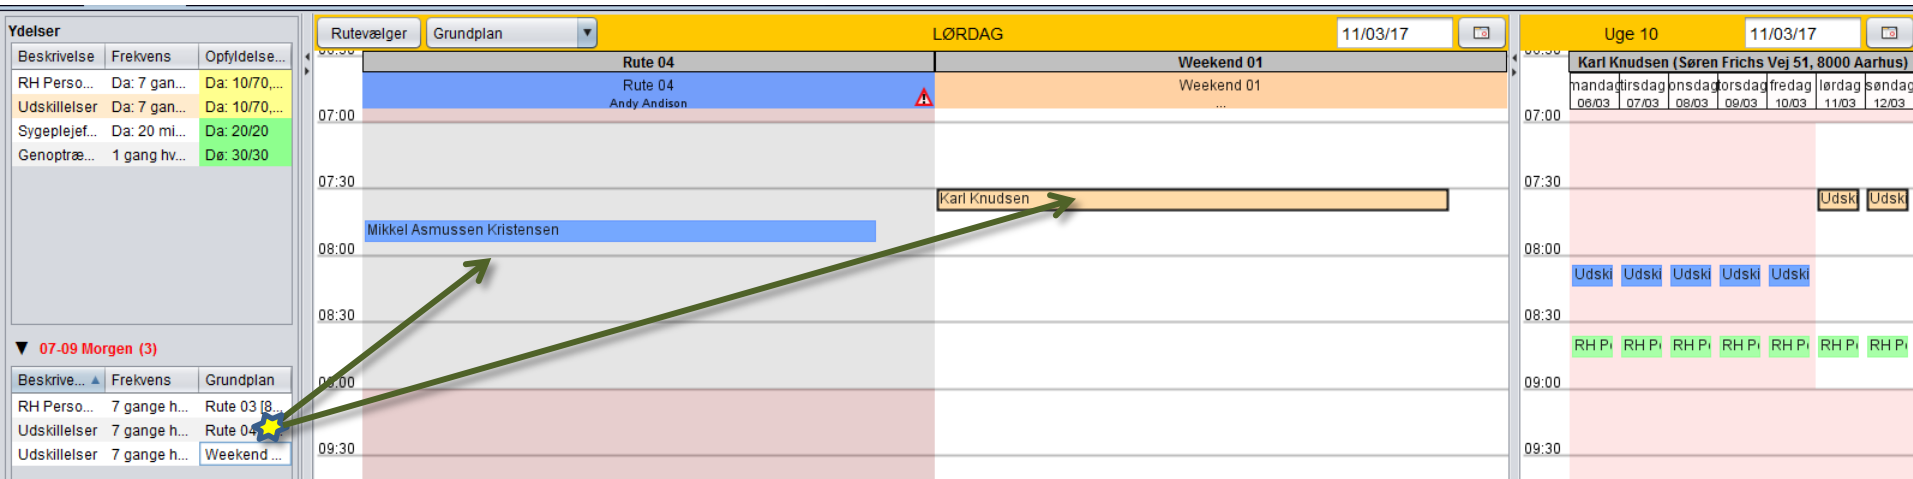 Ydelser
Beskrivelse Frekvens Opfyldelse...
RH Perso... Da: 7 gan... Da: 10/70,...
Udskillelser Da: 7 gan... Da: 10/70,...
Sygeplejef... Da: 20 mi... Da: 20/20
Genoptræ... 1 gang hv... Dø: 30/30
07-09 Morgen (3)
Beskrive... Frekvens Grundplan
RH Perso... 7 gange h... Rute 03 [8...
Udskillelser 7 gange h... Rute 04
Udskillelser 7 gange h... Weekend ...
Rutevælger Grundplan LØRDAG 11/03/17
Rute 04 Weekend 01
Rute 04 Weekend 01
Andy Andison ...
07:00
07:30
Karl Knudsen
Mikkel Asmussen Kristensen
08:00
08:30
09:00
09:30
Uge 10 11/03/17
Karl Knudsen (Søren Frichs Vej 51, 8000 Aarhus)
mandag tirsdag onsdag torsdag fredag lørdag søndag
06/03 07/03 08/03 09/03 10/03 11/03 12/03
07:00
07:30
Udski Udski
08:00
Udski Udski Udski Udski Udski
08:30
RH P RH P RH P RH P RH P RH P RH P
09:00
09:30